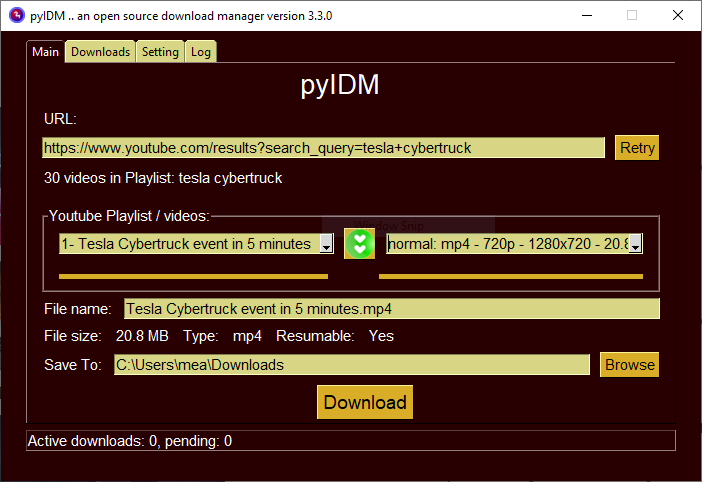 pyIDM .. an open source download manager version 3.3.0
Main Downloads Setting Log
pyIDM
URL:
https://www.youtube.com/results?search_query=tesla+cybertruck Retry
30 videos in Playlist: tesla cybertruck
Youtube Playlist / videos:
Window Snip
1- Tesla Cybertruck event in 5 minutes normal: mp4 - 720p - 1280x720 - 20.8
File name: Tesla Cybertruck event in 5 minutes.mp4
File size: 20.8 MB Type: mp4 Resumable: Yes
Save To: C:\Users\mea\Downloads Browse
Download
Active downloads: 0, pending: 0